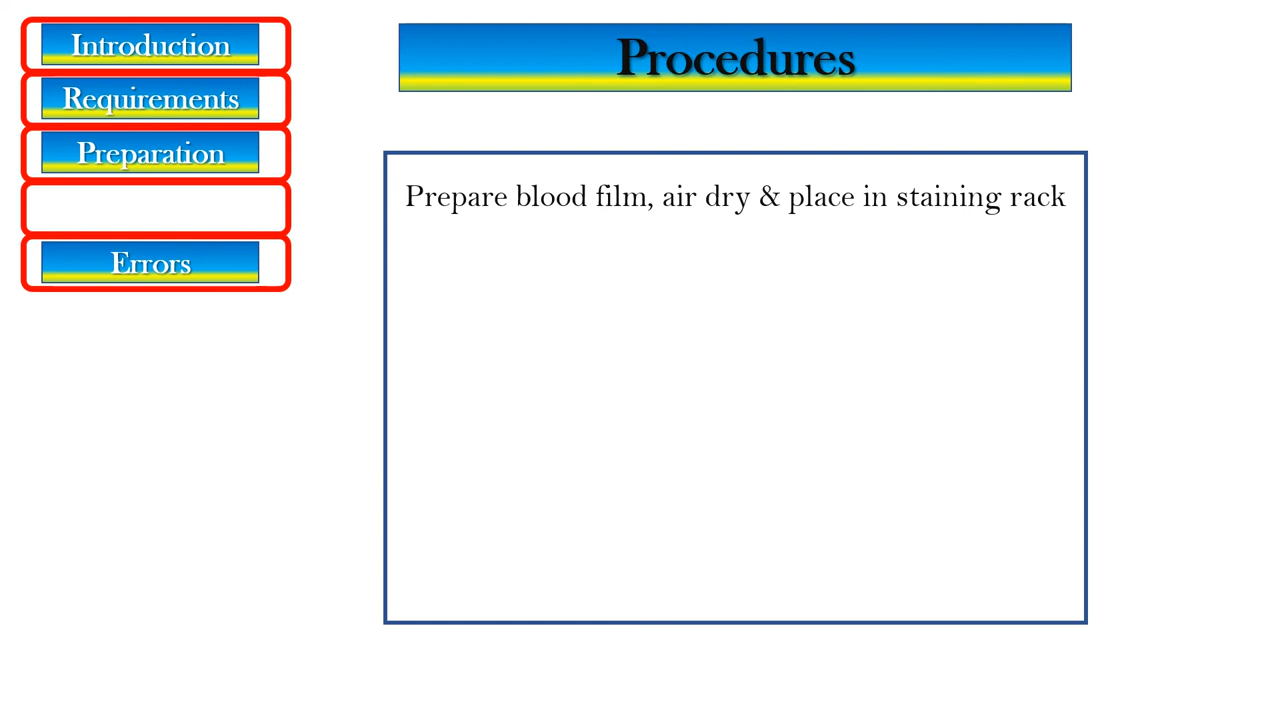 Introduction
Requirements
Preparation
Errors
Procedures
Prepare blood film, air dry & place in staining rack